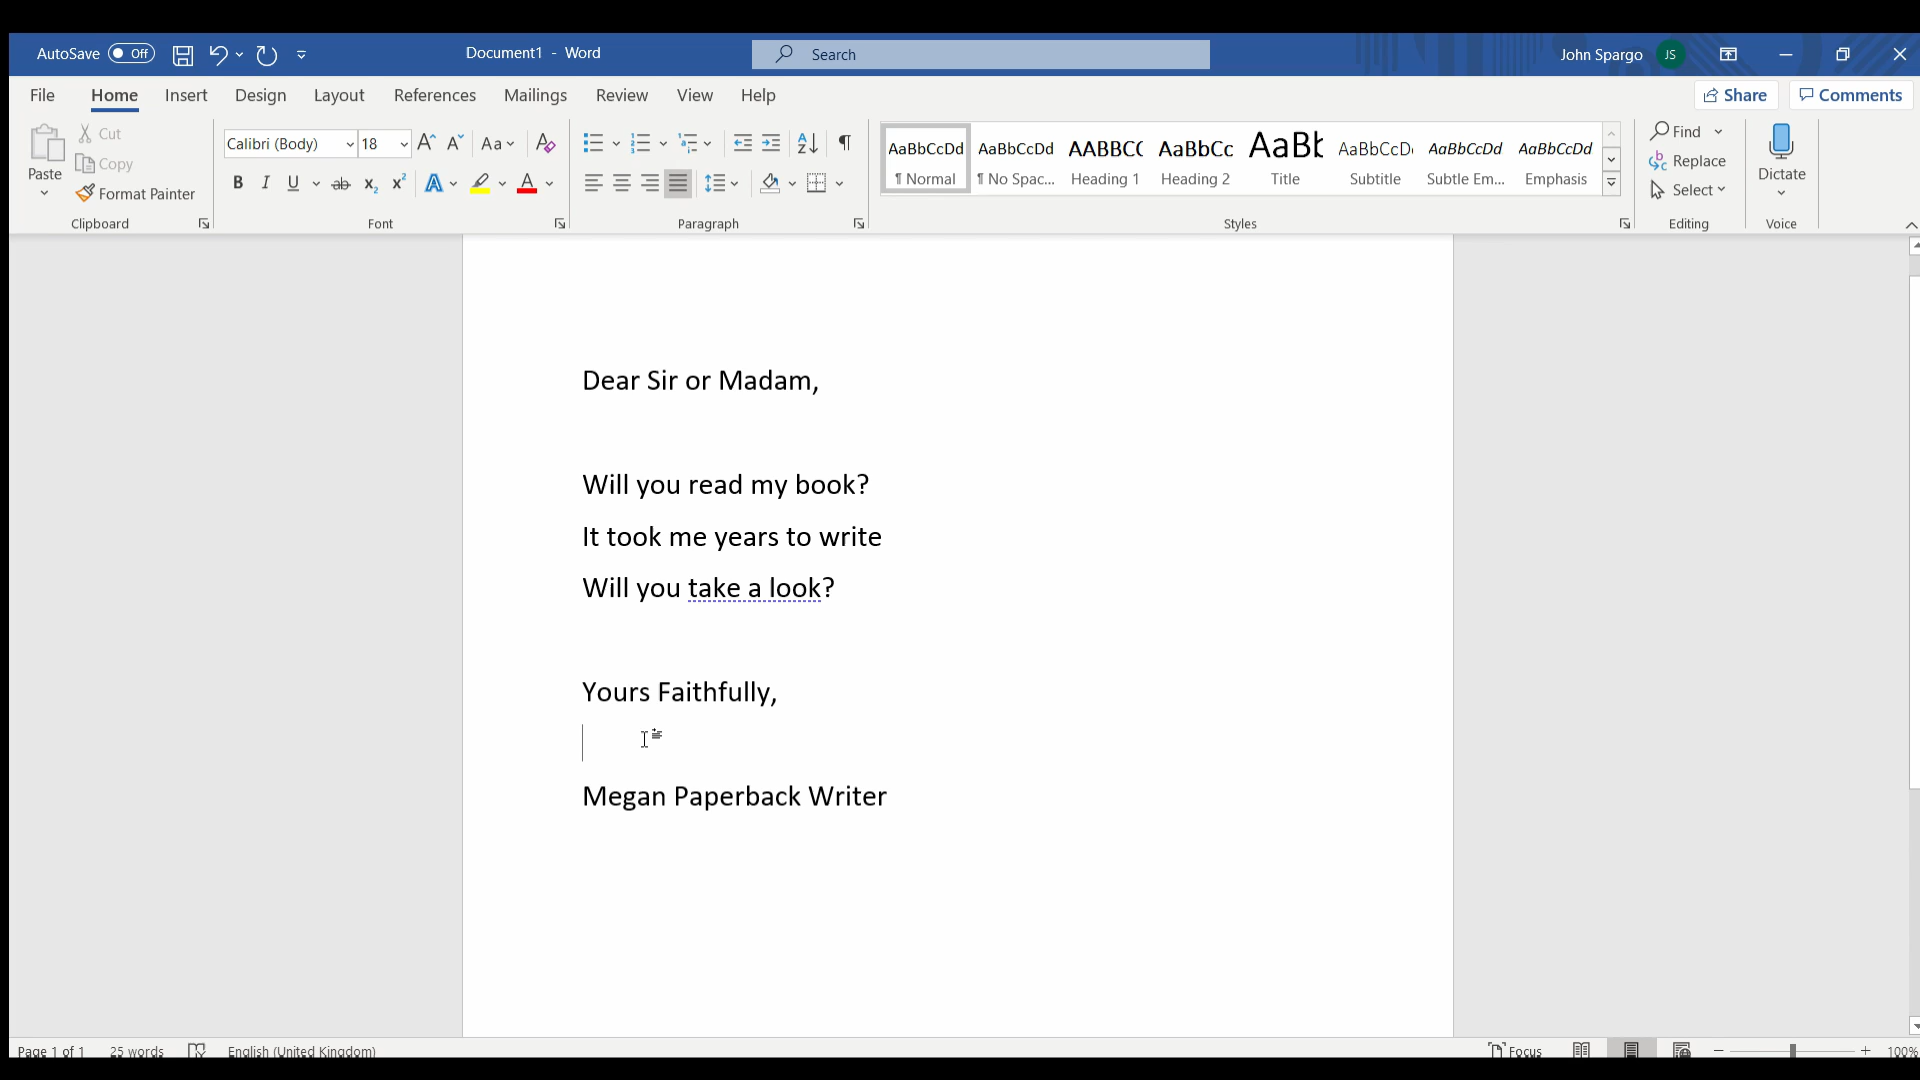 AutoSave Off Document1 - Word Search John Spargo JS
File Home Insert Design Layout References Mailings Review View Help Share Comments
Paste Cut Copy Format Painter Clipboard
Calibri (Body) 18 Aa Font
Paragraph
AaBbCcDd AaBbCcDd AABBCC AaBbCc AaBb AaBbCcD AaBbCcDd AaBbCcDd
¶ Normal ¶ No Spac... Heading 1 Heading 2 Title Subtitle Subtle Em... Emphasis
Styles
Find Replace Select Editing
Dictate Voice
Dear Sir or Madam,
Will you read my book?
It took me years to write
Will you take a look?
Yours Faithfully,
Megan Paperback Writer
Page 1 of 1 25 words English (United Kingdom) Focus 100%